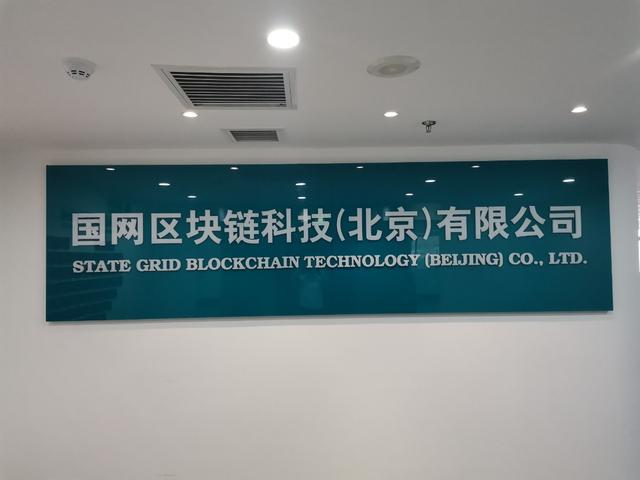 国网区块链科技(北京)有限公司
STATE GRID BLOCKCHAIN TECHNOLOGY (BEIJING) CO., LTD.